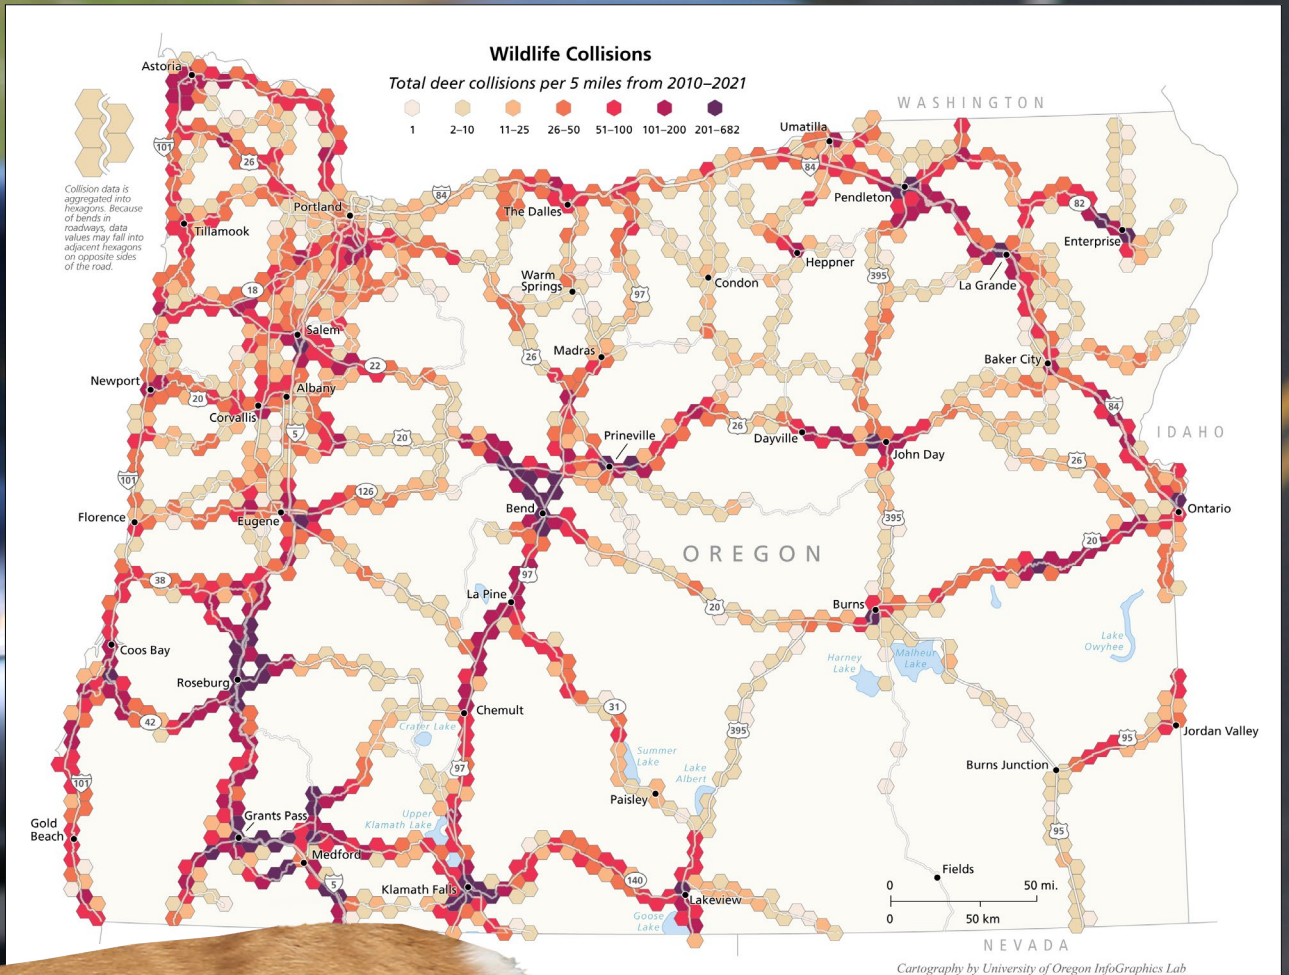 Wildlife Collisions
Total deer collisions per 5 miles from 2010–2021
1
2–10
11–25
26–50
51–100
101–200
201–682
Collision data is
aggregated into
hexagons. Because
of bends in
roadways, data
values may fall into
adjacent hexagons
on opposite sides
of the road.
WASHINGTON
Astoria
Umatilla
101
26
84
84
Portland
The Dalles
Pendleton
82
Tillamook
Enterprise
Heppner
18
Warm
Springs
97
Condon
395
La Grande
Salem
26
Madras
22
Baker City
Newport
20
Albany
Corvallis
5
20
Prineville
26
Dayville
John Day
84
IDAHO
26
101
126
Florence
Eugene
Bend
395
Ontario
OREGON
20
38
97
La Pine
20
Burns
Coos Bay
Harney
Lake
Malheur
Lake
Lake
Owyhee
Roseburg
42
Crater Lake
Chemult
31
395
95
Jordan Valley
101
97
Summer
Lake
Lake
Albert
Burns Junction
Paisley
Gold
Beach
Grants Pass
Upper
Klamath Lake
95
Medford
5
Klamath Falls
140
Lakeview
Goose
Lake
Fields
0
50 mi.
0
50 km
NEVADA
Cartography by University of Oregon InfoGraphics Lab